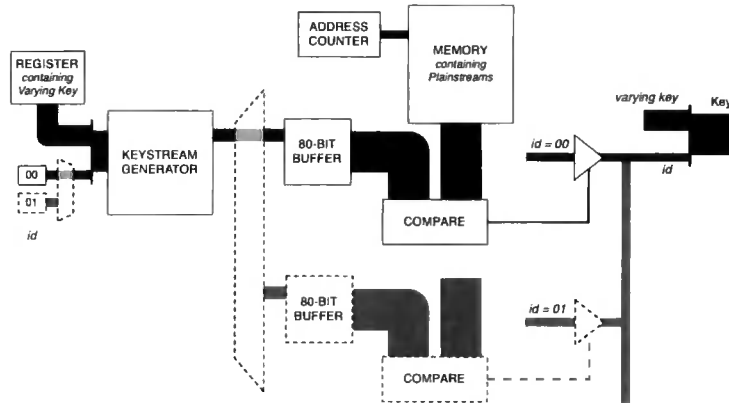 ADDRESS
COUNTER
MEMORY
containing
Plainstreams
REGISTER
containing
Varying Key
varying key
Key
KEYSTREAM
GENERATOR
80-BIT
BUFFER
id = 00
id
00
01
id
COMPARE
80-BIT
BUFFER
id = 01
COMPARE